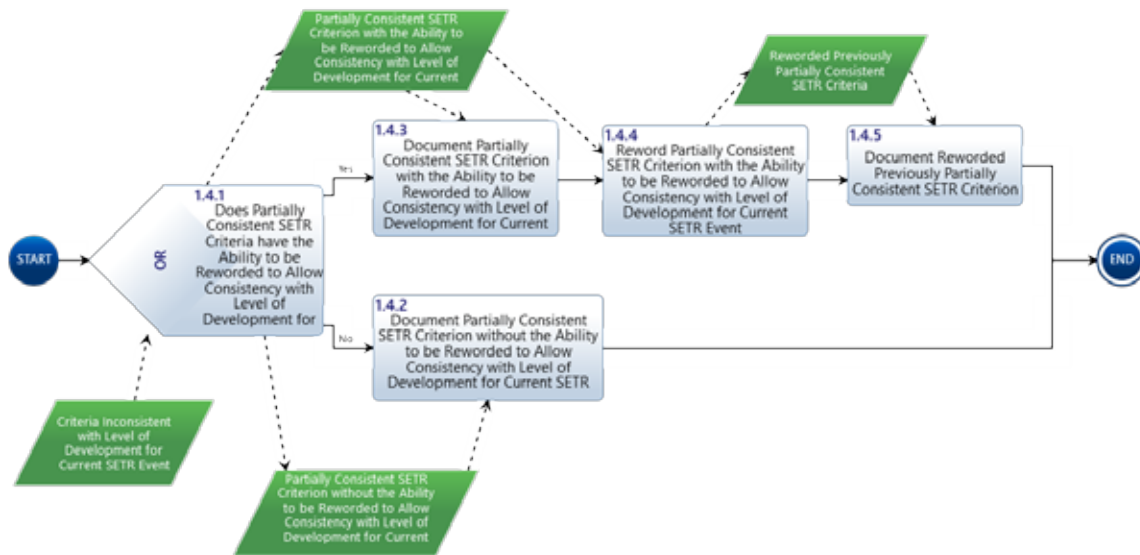 Partially Consistent SETR
Criterion with the Ability to
be Reworded to Allow
Consistency with Level of
Development for Current
Reworded Previously
Partially Consistent
SETR Criteria
1.4.3
Document Partially
Consistent SETR Criterion
with the Ability to be
Reworded to Allow
Consistency with Level of
Development for Current
1.4.4
Reword Partially Consistent
SETR Criterion with the Ability
to be Reworded to Allow
Consistency with Level of
Development for Current
SETR Event
1.4.5
Document Reworded
Previously Partially
Consistent SETR Criterion
Yes
1.4.1
Does Partially
Consistent SETR
Criteria have the
Ability to be
Reworded to Allow
Consistency with
Level of
Development for
OR
START
END
No
1.4.2
Document Partially Consistent
SETR Criterion without the Ability
to be Reworded to Allow
Consistency with Level of
Development for Current SETR
Criteria Inconsistent
with Level of
Development for
Current SETR Event
Partially Consistent SETR
Criterion without the Ability
to be Reworded to Allow
Consistency with Level of
Development for Current